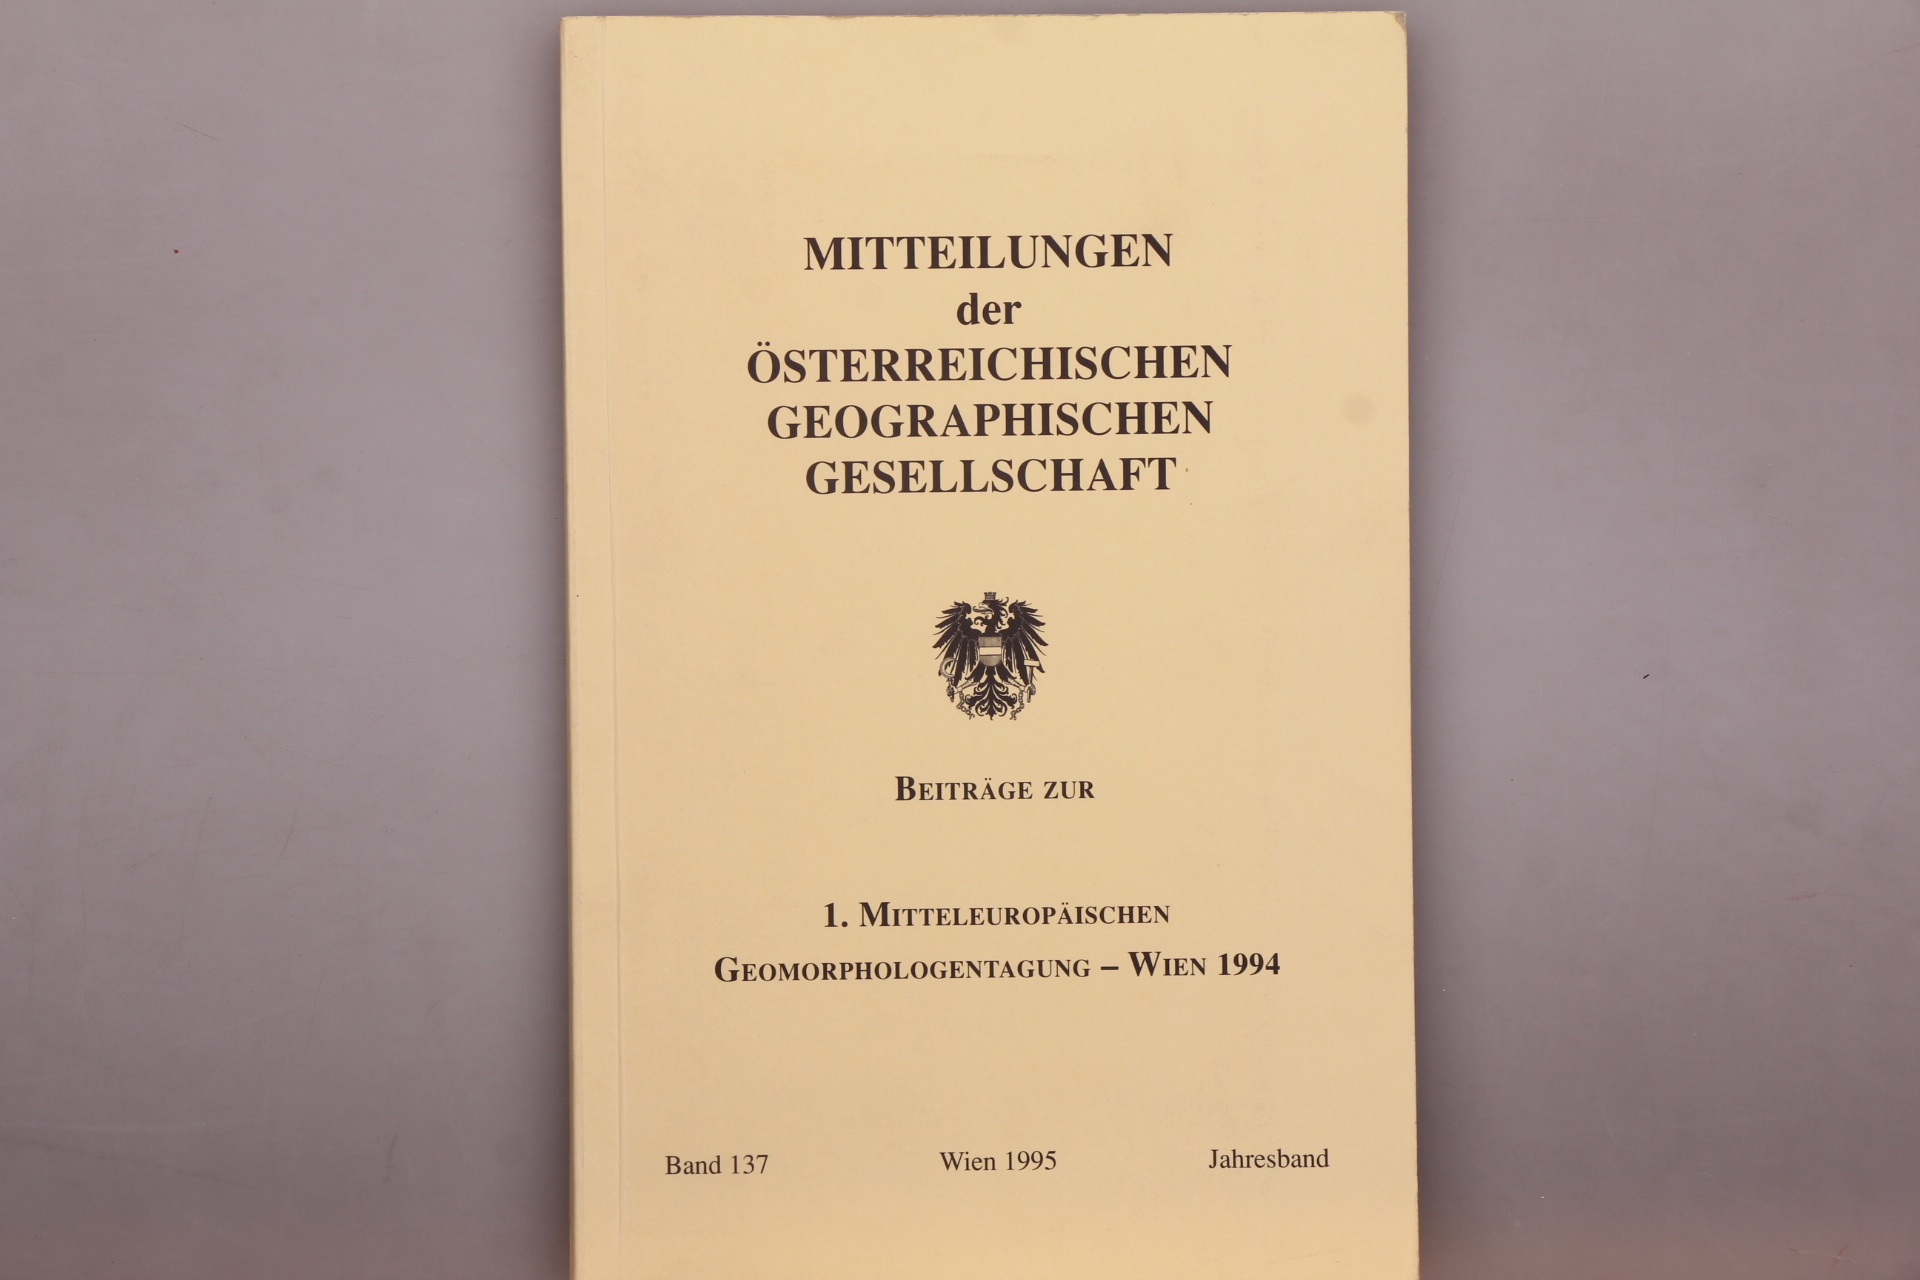 MITTEILUNGEN
der
ÖSTERREICHISCHEN
GEOGRAPHISCHEN
GESELLSCHAFT
BEITRÄGE ZUR
1. MITTELEUROPÄISCHEN
GEOMORPHOLOGENTAGUNG – WIEN 1994
Band 137 Wien 1995 Jahresband